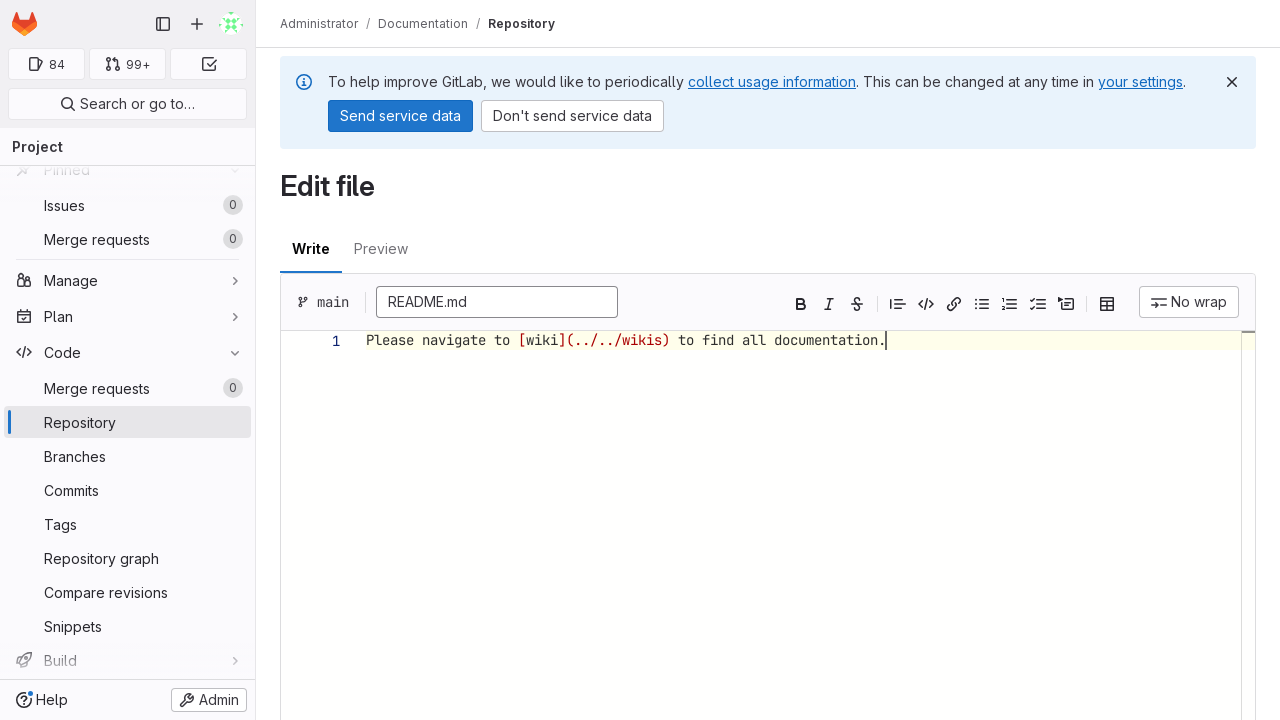 Administrator / Documentation / Repository
84
99+
Search or go to…
Project
Pinned
Issues 0
Merge requests 0
Manage
Plan
Code
Merge requests 0
Repository
Branches
Commits
Tags
Repository graph
Compare revisions
Snippets
Build
Help
Admin
To help improve GitLab, we would like to periodically collect usage information. This can be changed at any time in your settings.
Send service data
Don't send service data
Edit file
Write
Preview
main
README.md
No wrap
1 Please navigate to [wiki](../../wikis) to find all documentation.